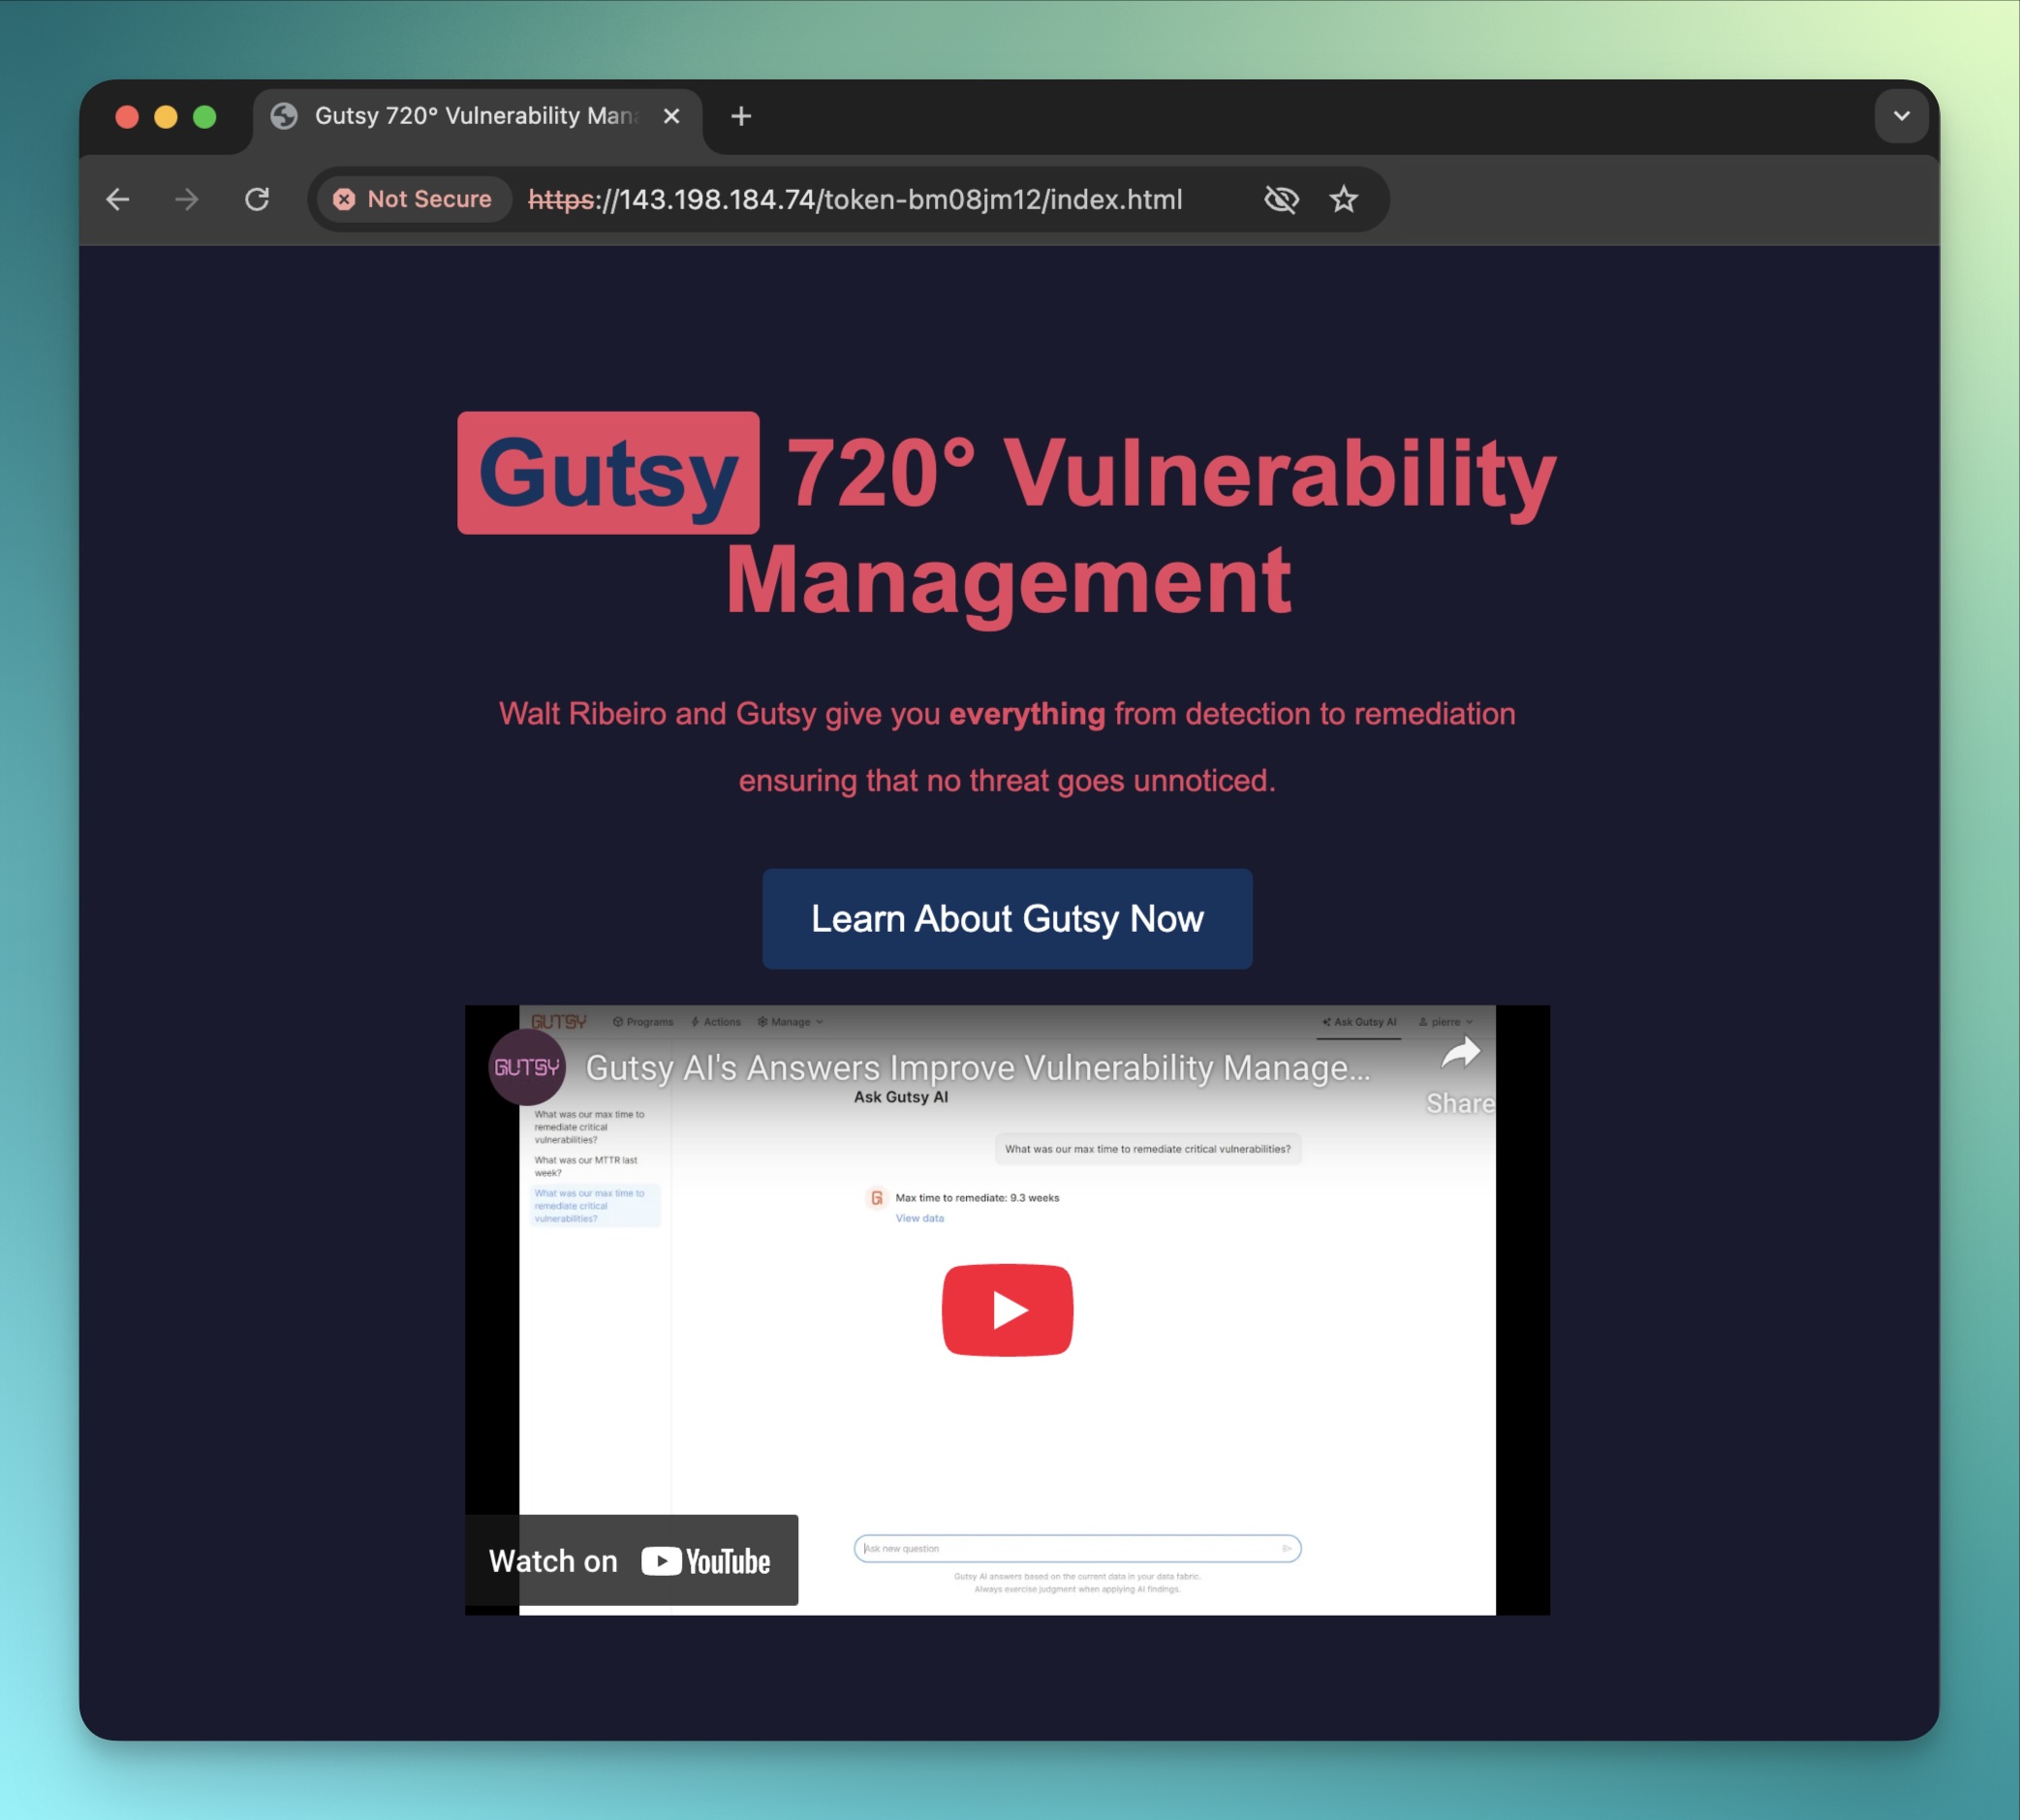 Gutsy 720° Vulnerability Man
Not Secure https://143.198.184.74/token-bm08jm12/index.html
Gutsy 720° Vulnerability
Management
Walt Ribeiro and Gutsy give you everything from detection to remediation
ensuring that no threat goes unnoticed.
Learn About Gutsy Now
GUTSY Programs Actions Manage Ask Gutsy AI pierre
GUTSY Gutsy AI's Answers Improve Vulnerability Manage...
Share
Ask Gutsy AI
What was our max time to
remediate critical
vulnerabilities?
What was our MTTR last
week?
What was our max time to
remediate critical
vulnerabilities?
What was our max time to remediate critical vulnerabilities?
Max time to remediate: 9.3 weeks
View data
Ask new question
Gutsy AI answers based on the current data in your data fabric.
Always exercise judgment when applying AI findings.
Watch on YouTube